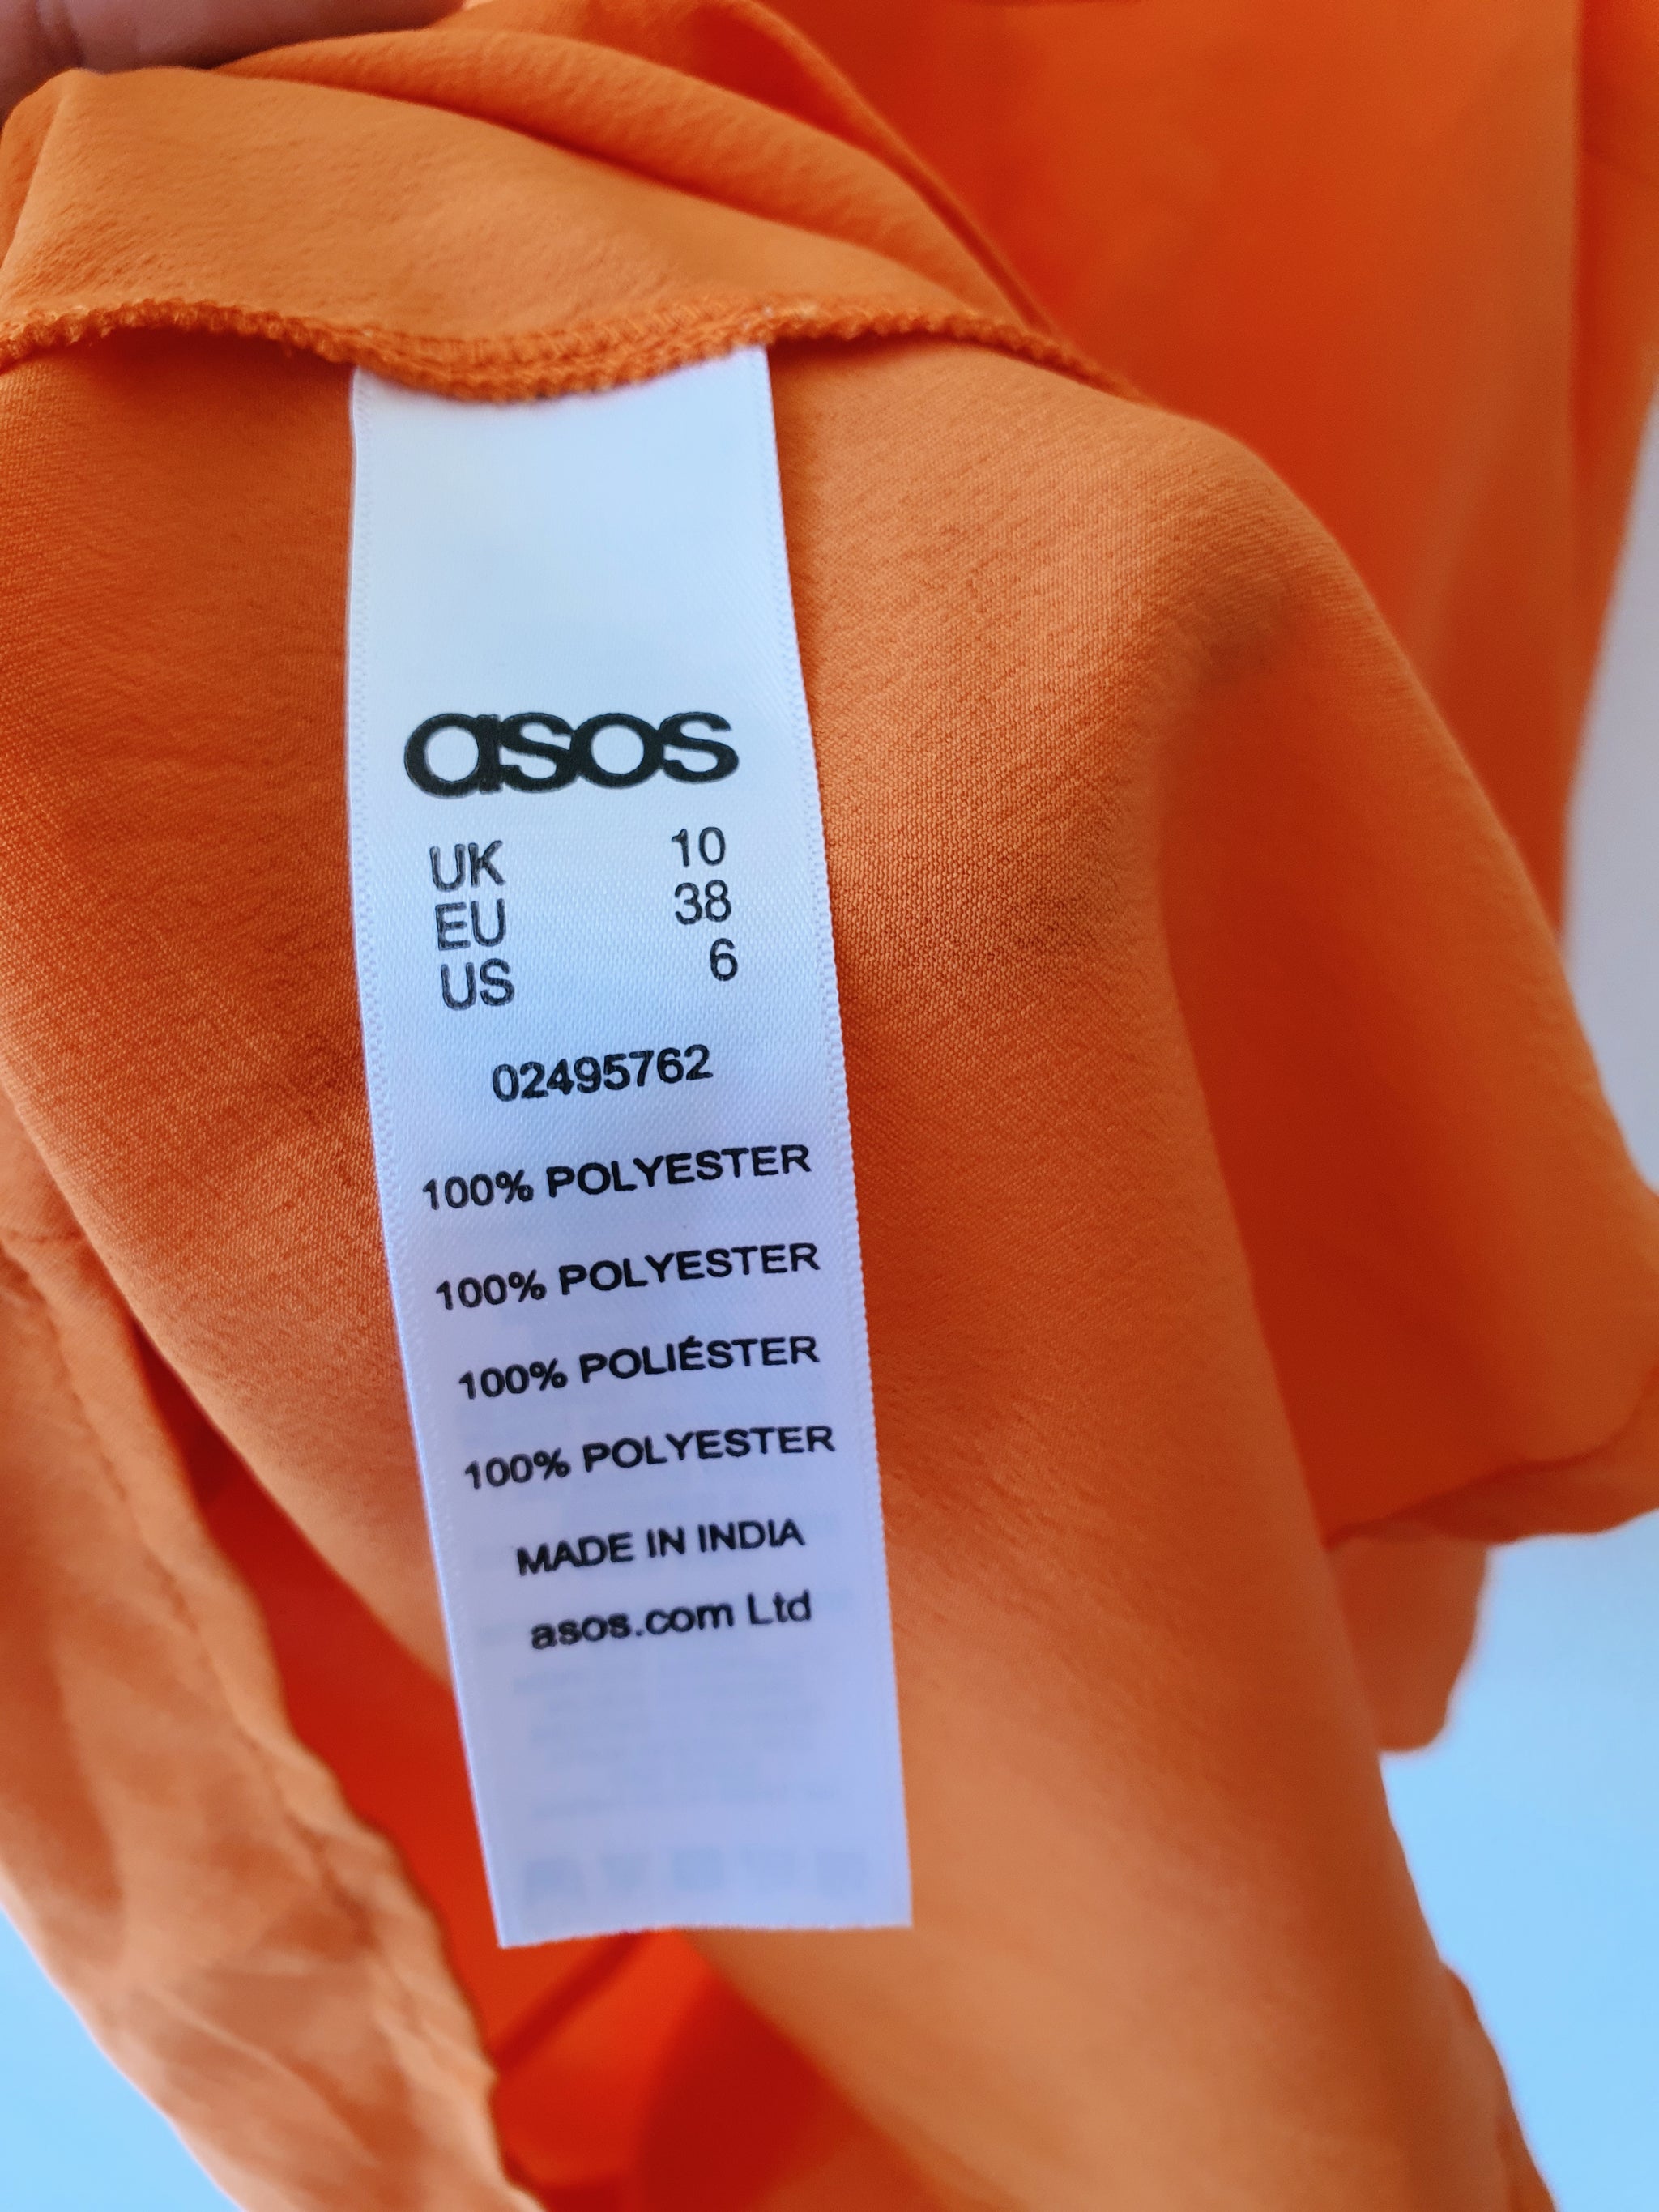 asos
UK 10
EU 38
US 6
02495762
100% POLYESTER
100% POLYESTER
100% POLIÉSTER
100% POLYESTER
MADE IN INDIA
asos.com Ltd